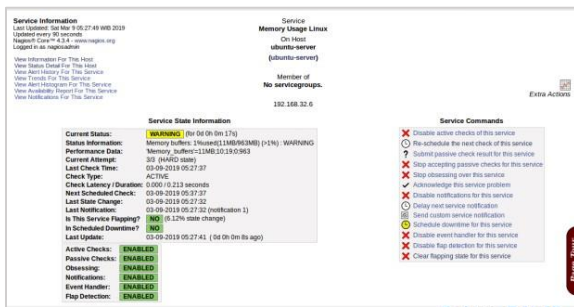 Service Information
Last Updated: Sat Mar 9 05:27:49 WIB 2019
Updated every 90 seconds
Nagios® Core™ 4.3.4 - www.nagios.org
Logged in as nagiosadmin
View Information For This Host
View Status Detail For This Host
View Alert History For This Service
View Trends For This Service
View Alert Histogram For This Service
View Availability Report For This Service
View Notifications For This Service
Service
Memory Usage Linux
On Host
ubuntu-server
(ubuntu-server)
Member of
No servicegroups.
192.168.32.6
Extra Actions
Service State Information
Current Status: WARNING (for 0d 0h 0m 17s)
Status Information: Memory buffers: 1%used(11MB/963MB) (>1%) : WARNING
Performance Data: 'Memory_buffers'=11MB;10;19;0;963
Current Attempt: 3/3 (HARD state)
Last Check Time: 03-09-2019 05:27:37
Check Type: ACTIVE
Check Latency / Duration: 0.000 / 0.213 seconds
Next Scheduled Check: 03-09-2019 05:37:37
Last State Change: 03-09-2019 05:27:32
Last Notification: 03-09-2019 05:27:32 (notification 1)
Is This Service Flapping? NO (6.12% state change)
In Scheduled Downtime? NO
Last Update: 03-09-2019 05:27:41 ( 0d 0h 0m 8s ago)
Active Checks: ENABLED
Passive Checks: ENABLED
Obsessing: ENABLED
Notifications: ENABLED
Event Handler: ENABLED
Flap Detection: ENABLED
Service Commands
Disable active checks of this service
Re-schedule the next check of this service
Submit passive check result for this service
Stop accepting passive checks for this service
Stop obsessing over this service
Acknowledge this service problem
Disable notifications for this service
Delay next service notification
Send custom service notification
Schedule downtime for this service
Disable event handler for this service
Disable flap detection for this service
Clear flapping state for this service
Page Tour